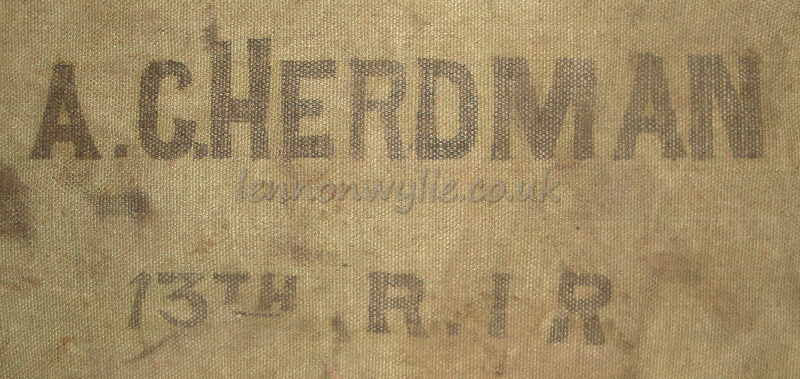 A.C.HERDMAN
lennonwylie.co.uk
13TH . R.I R